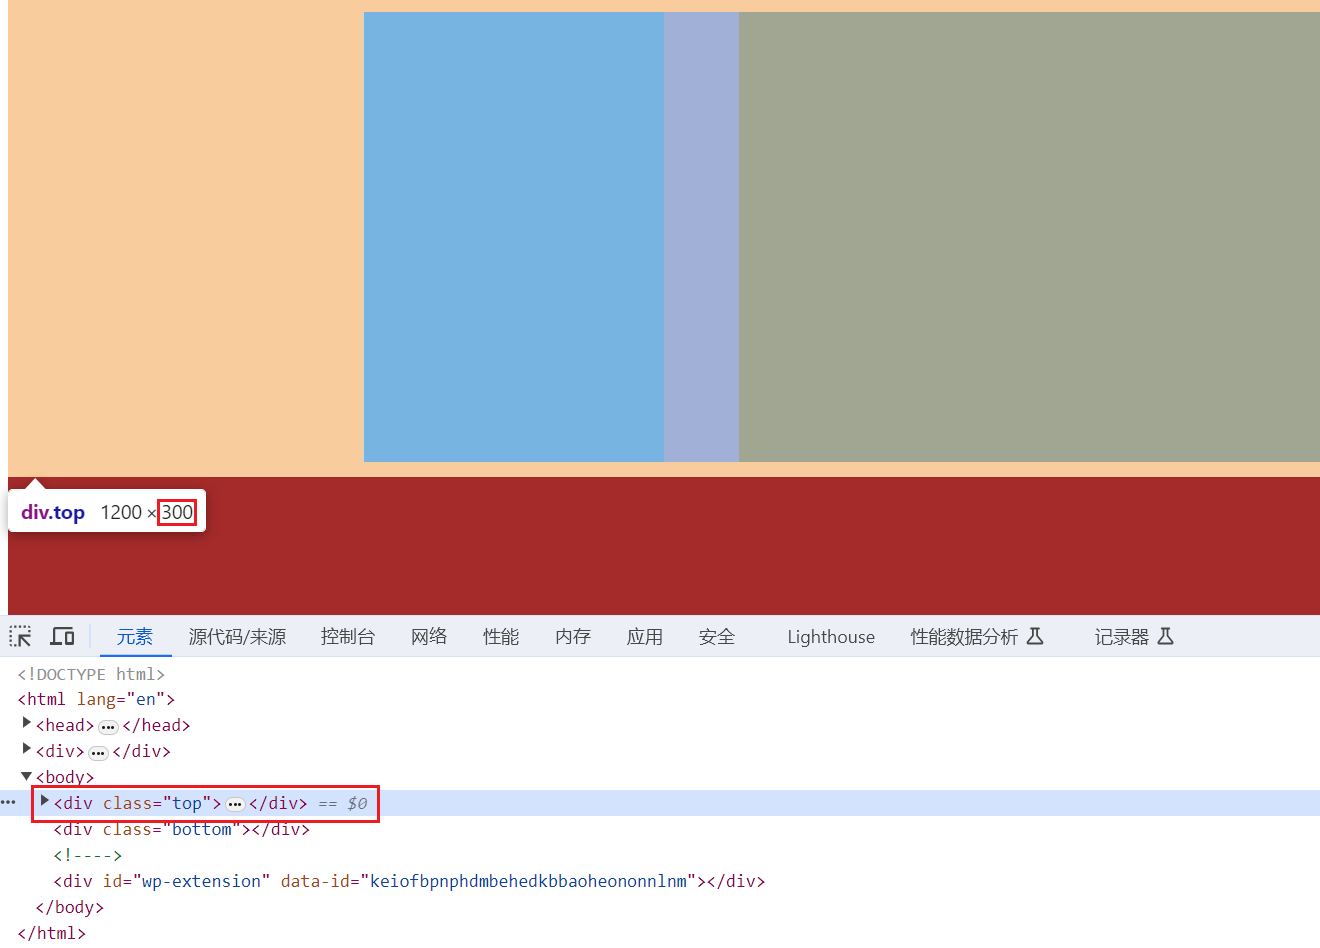 div.top 1200 × 300
元素 源代码/来源 控制台 网络 性能 内存 应用 安全 Lighthouse 性能数据分析 记录器
<!DOCTYPE html>
<html lang="en">
<head> ••• </head>
<div> ••• </div>
<body>
••• <div class="top"> ••• </div> == $0
<div class="bottom"></div>
<!---->
<div id="wp-extension" data-id="keiofbpnphdmbehedkbbaoheononnlnm"></div>
</body>
</html>